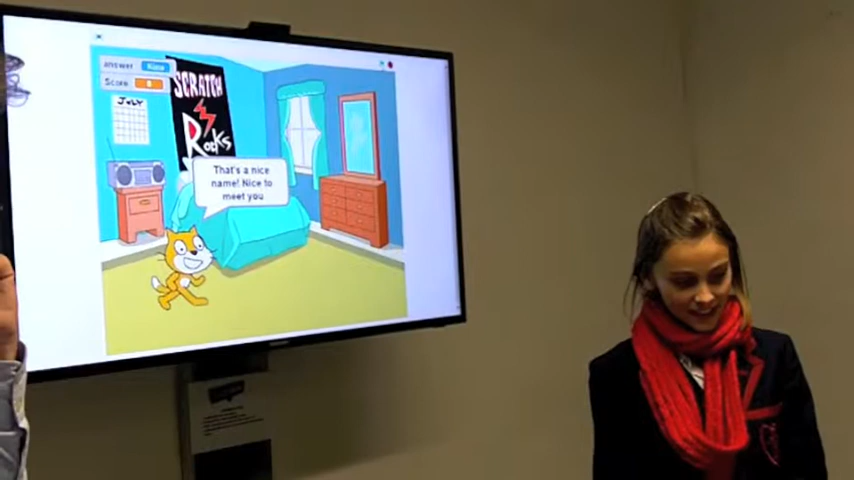 answer
Score
SCRATCH
JULY
Rocks
That's a nice
name! Nice to
meet you